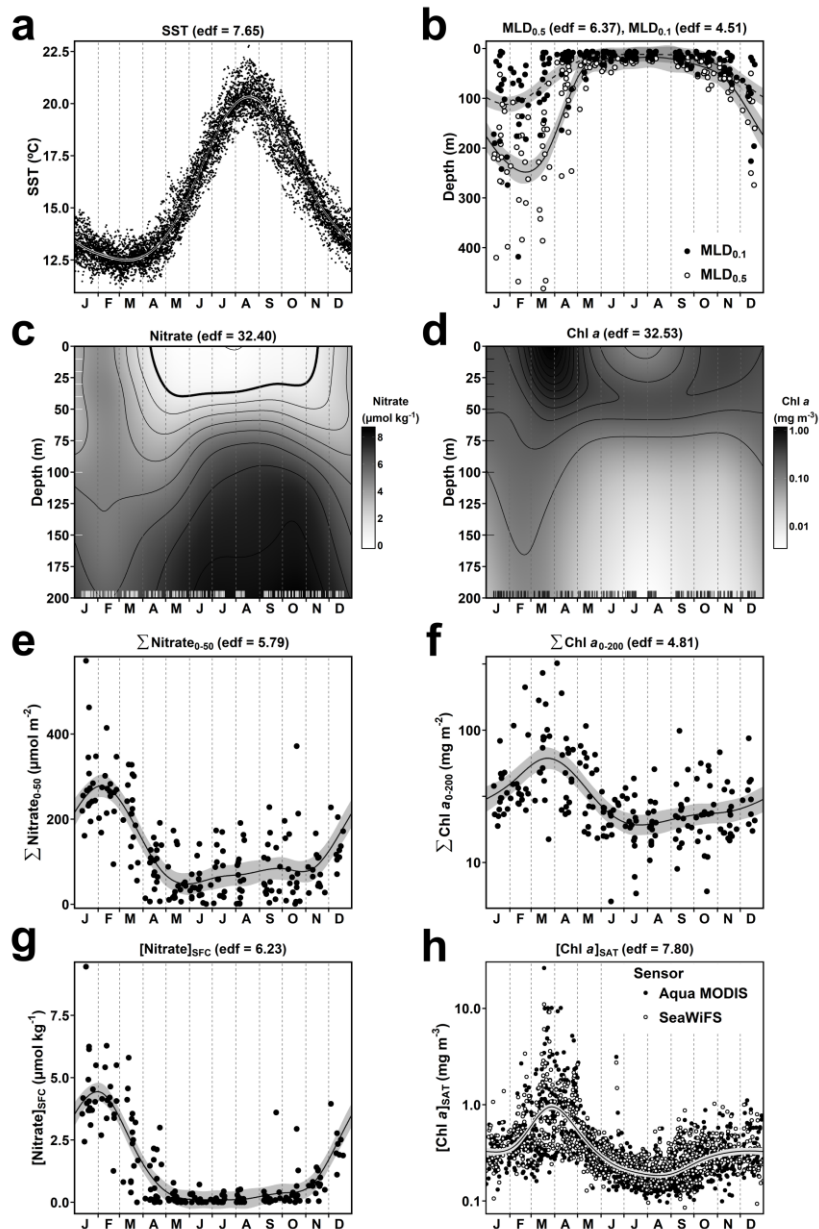 a
SST (edf = 7.65)
22.5
20.0
17.5
15.0
12.5
SST (ºC)
J F M A M J J A S O N D
b
MLD0.5 (edf = 6.37), MLD0.1 (edf = 4.51)
0
100
200
300
400
Depth (m)
MLD0.1
MLD0.5
J F M A M J J A S O N D
c
Nitrate (edf = 32.40)
0
25
50
75
100
125
150
175
200
Depth (m)
Nitrate
(µmol kg-1)
8
6
4
2
0
J F M A M J J A S O N D
d
Chl a (edf = 32.53)
0
25
50
75
100
125
150
175
200
Depth (m)
Chl a
(mg m-3)
1.00
0.10
0.01
J F M A M J J A S O N D
e
∑ Nitrate0-50 (edf = 5.79)
400
200
0
∑ Nitrate0-50 (µmol m-2)
J F M A M J J A S O N D
f
∑ Chl a0-200 (edf = 4.81)
100
10
∑ Chl a0-200 (mg m-2)
J F M A M J J A S O N D
g
[Nitrate]SFC (edf = 6.23)
7.5
5.0
2.5
0.0
[Nitrate]SFC (µmol kg-1)
J F M A M J J A S O N D
h
[Chl a]SAT (edf = 7.80)
Sensor
Aqua MODIS
SeaWiFS
10.0
1.0
0.1
[Chl a]SAT (mg m-3)
J F M A M J J A S O N D